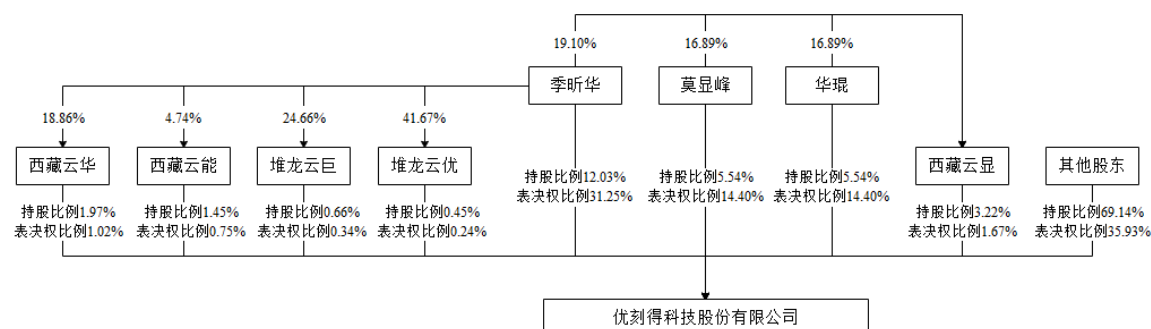 19.10%
16.89%
16.89%
季昕华
莫显峰
华琨
18.86%
4.74%
24.66%
41.67%
西藏云华
西藏云能
堆龙云巨
堆龙云优
西藏云显
其他股东
持股比例12.03%
表决权比例31.25%
持股比例5.54%
表决权比例14.40%
持股比例5.54%
表决权比例14.40%
持股比例1.97%
表决权比例1.02%
持股比例1.45%
表决权比例0.75%
持股比例0.66%
表决权比例0.34%
持股比例0.45%
表决权比例0.24%
持股比例3.22%
表决权比例1.67%
持股比例69.14%
表决权比例35.93%
优刻得科技股份有限公司